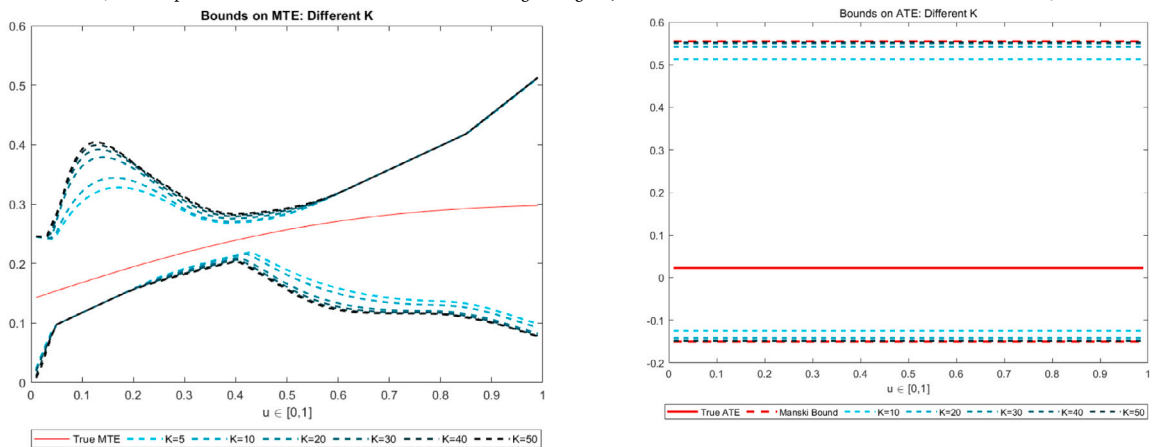 Bounds on MTE: Different K
0.6
0.5
0.4
0.3
0.2
0.1
0
0 0.1 0.2 0.3 0.4 0.5 0.6 0.7 0.8 0.9 1
u ∈ [0,1]
True MTE K=5 K=10 K=20 K=30 K=40 K=50
Bounds on ATE: Different K
0.6
0.5
0.4
0.3
0.2
0.1
0
-0.1
-0.2
0 0.1 0.2 0.3 0.4 0.5 0.6 0.7 0.8 0.9 1
u ∈ [0,1]
True ATE Manski Bound K=10 K=20 K=30 K=40 K=50